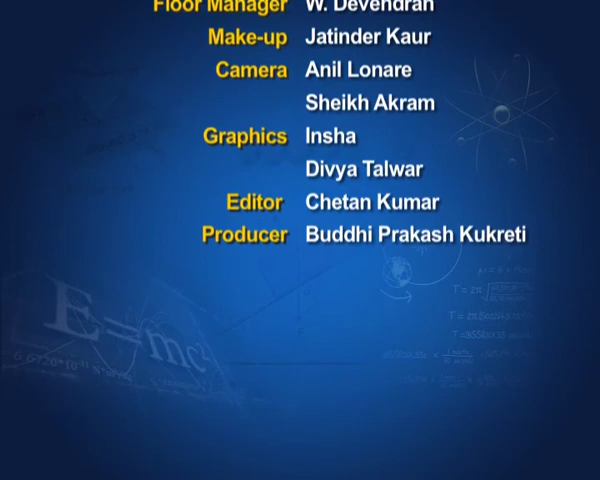 Floor Manager W. Devendran
Make-up Jatinder Kaur
Camera Anil Lonare
Sheikh Akram
Graphics Insha
Divya Talwar
Editor Chetan Kumar
Producer Buddhi Prakash Kukreti
E=mc²